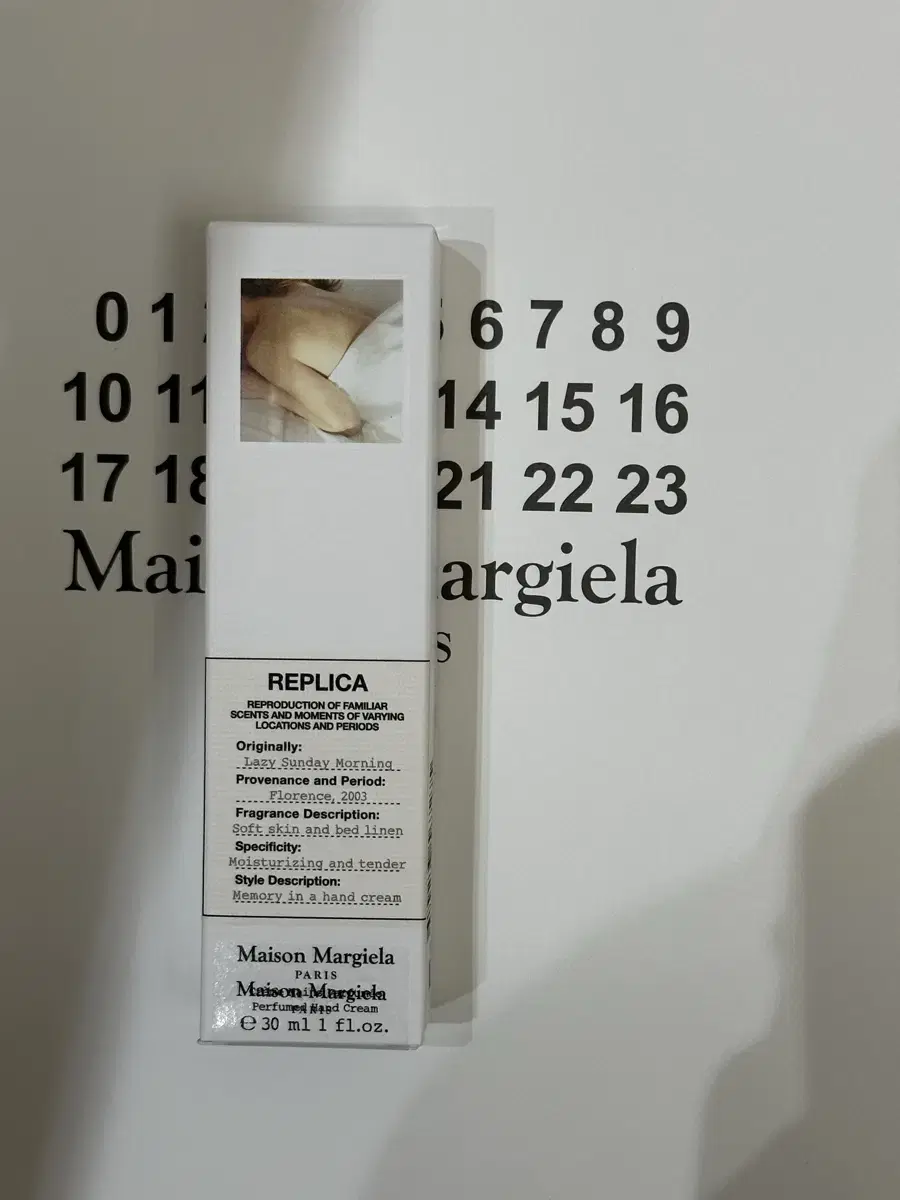 0 1 6 7 8 9
10 11 14 15 16
17 18 21 22 23
Mai argiela
s
REPLICA
REPRODUCTION OF FAMILIAR
SCENTS AND MOMENTS OF VARYING
LOCATIONS AND PERIODS
Originally:
Lazy Sunday Morning
Provenance and Period:
Florence, 2003
Fragrance Description:
Soft skin and bed linen
Specificity:
Moisturizing and tender
Style Description:
Memory in a hand cream
Maison Margiela
PARIS
Maison Margiela
PARIS
Perfumed Hand Cream
℮ 30 ml 1 fl.oz.